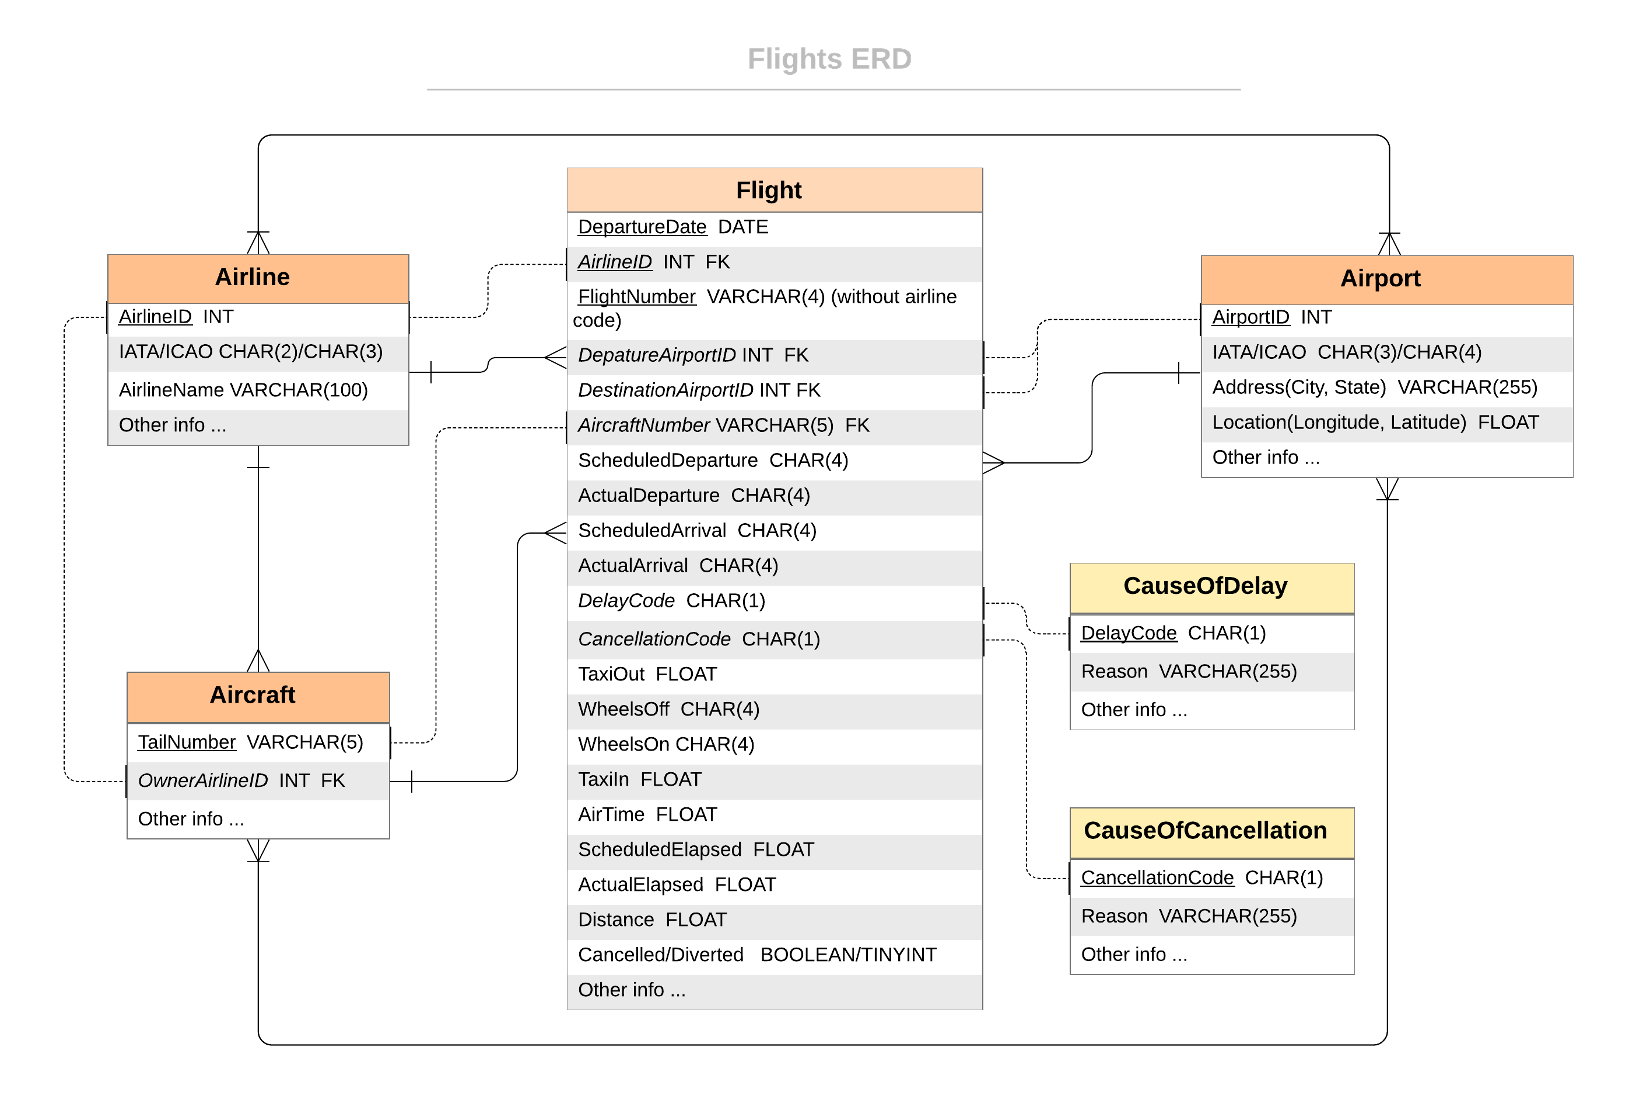 Flights ERD
Flight
DepartureDate DATE
AirlineID INT FK
FlightNumber VARCHAR(4) (without airline
code)
DepatureAirportID INT FK
DestinationAirportID INT FK
AircraftNumber VARCHAR(5) FK
ScheduledDeparture CHAR(4)
ActualDeparture CHAR(4)
ScheduledArrival CHAR(4)
ActualArrival CHAR(4)
DelayCode CHAR(1)
CancellationCode CHAR(1)
TaxiOut FLOAT
WheelsOff CHAR(4)
WheelsOn CHAR(4)
TaxiIn FLOAT
AirTime FLOAT
ScheduledElapsed FLOAT
ActualElapsed FLOAT
Distance FLOAT
Cancelled/Diverted BOOLEAN/TINYINT
Other info ...
Airline
AirlineID INT
IATA/ICAO CHAR(2)/CHAR(3)
AirlineName VARCHAR(100)
Other info ...
Aircraft
TailNumber VARCHAR(5)
OwnerAirlineID INT FK
Other info ...
Airport
AirportID INT
IATA/ICAO CHAR(3)/CHAR(4)
Address(City, State) VARCHAR(255)
Location(Longitude, Latitude) FLOAT
Other info ...
CauseOfDelay
DelayCode CHAR(1)
Reason VARCHAR(255)
Other info ...
CauseOfCancellation
CancellationCode CHAR(1)
Reason VARCHAR(255)
Other info ...